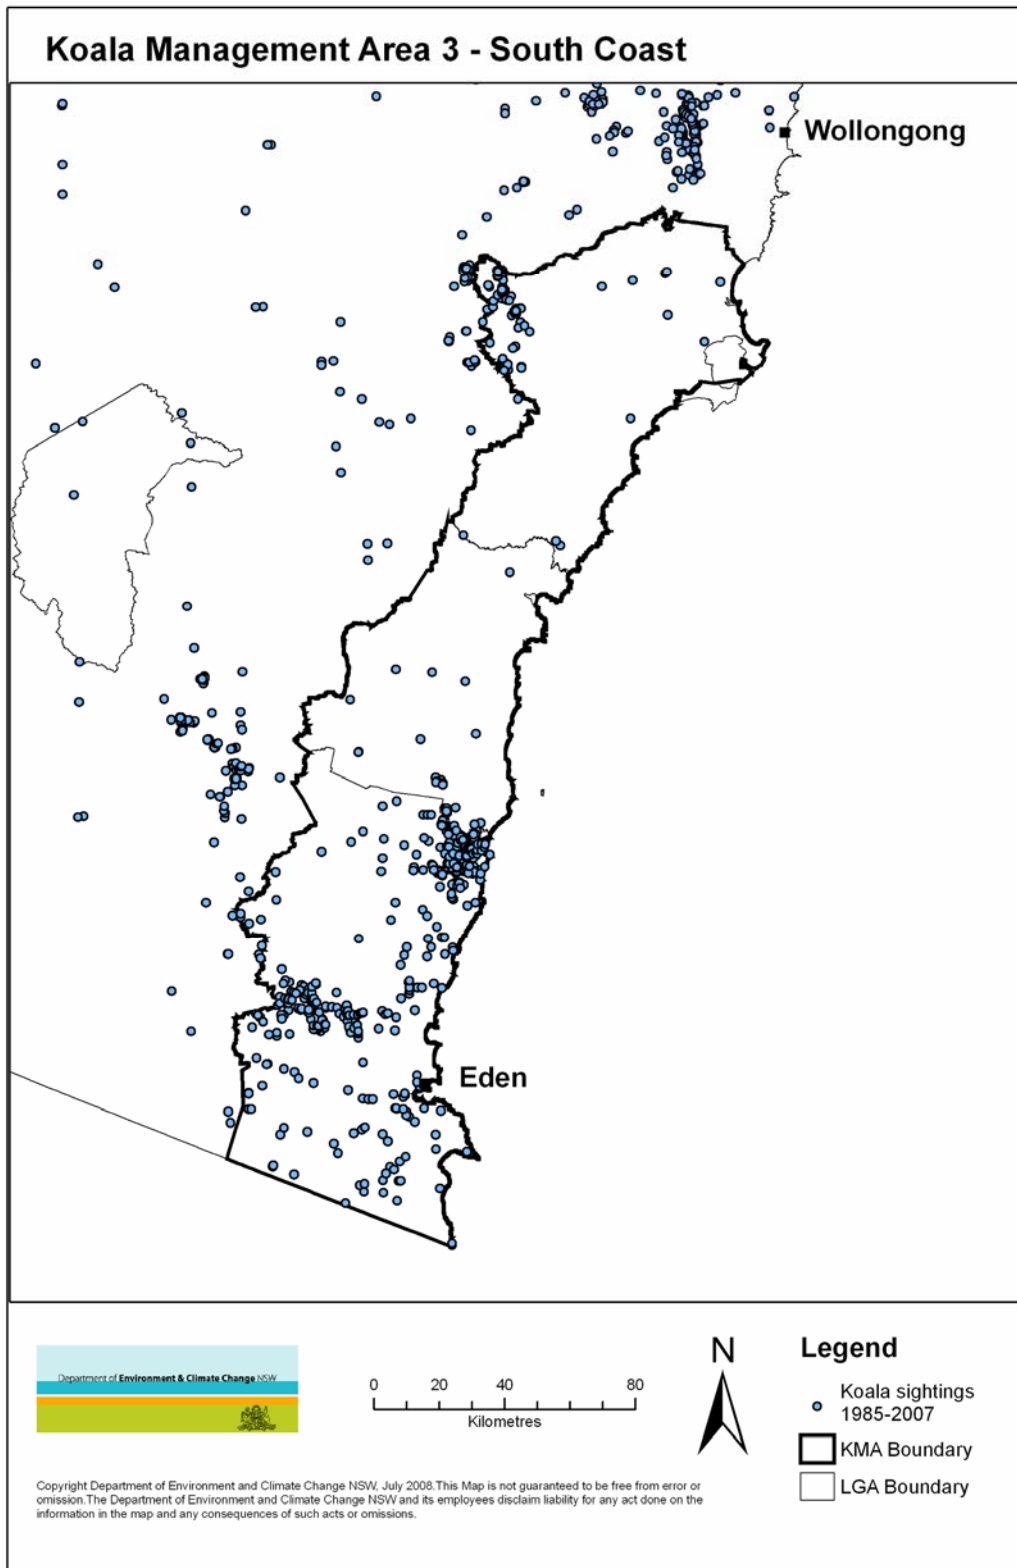 Koala Management Area 3 - South Coast
Wollongong
Eden
Department of Environment & Climate Change NSW
0 20 40 80
Kilometres
N
Legend
Koala sightings
1985-2007
KMA Boundary
LGA Boundary
Copyright Department of Environment and Climate Change NSW, July 2008.This Map is not guaranteed to be free from error or
omission.The Department of Environment and Climate Change NSW and its employees disclaim liability for any act done on the
information in the map and any consequences of such acts or omissions.